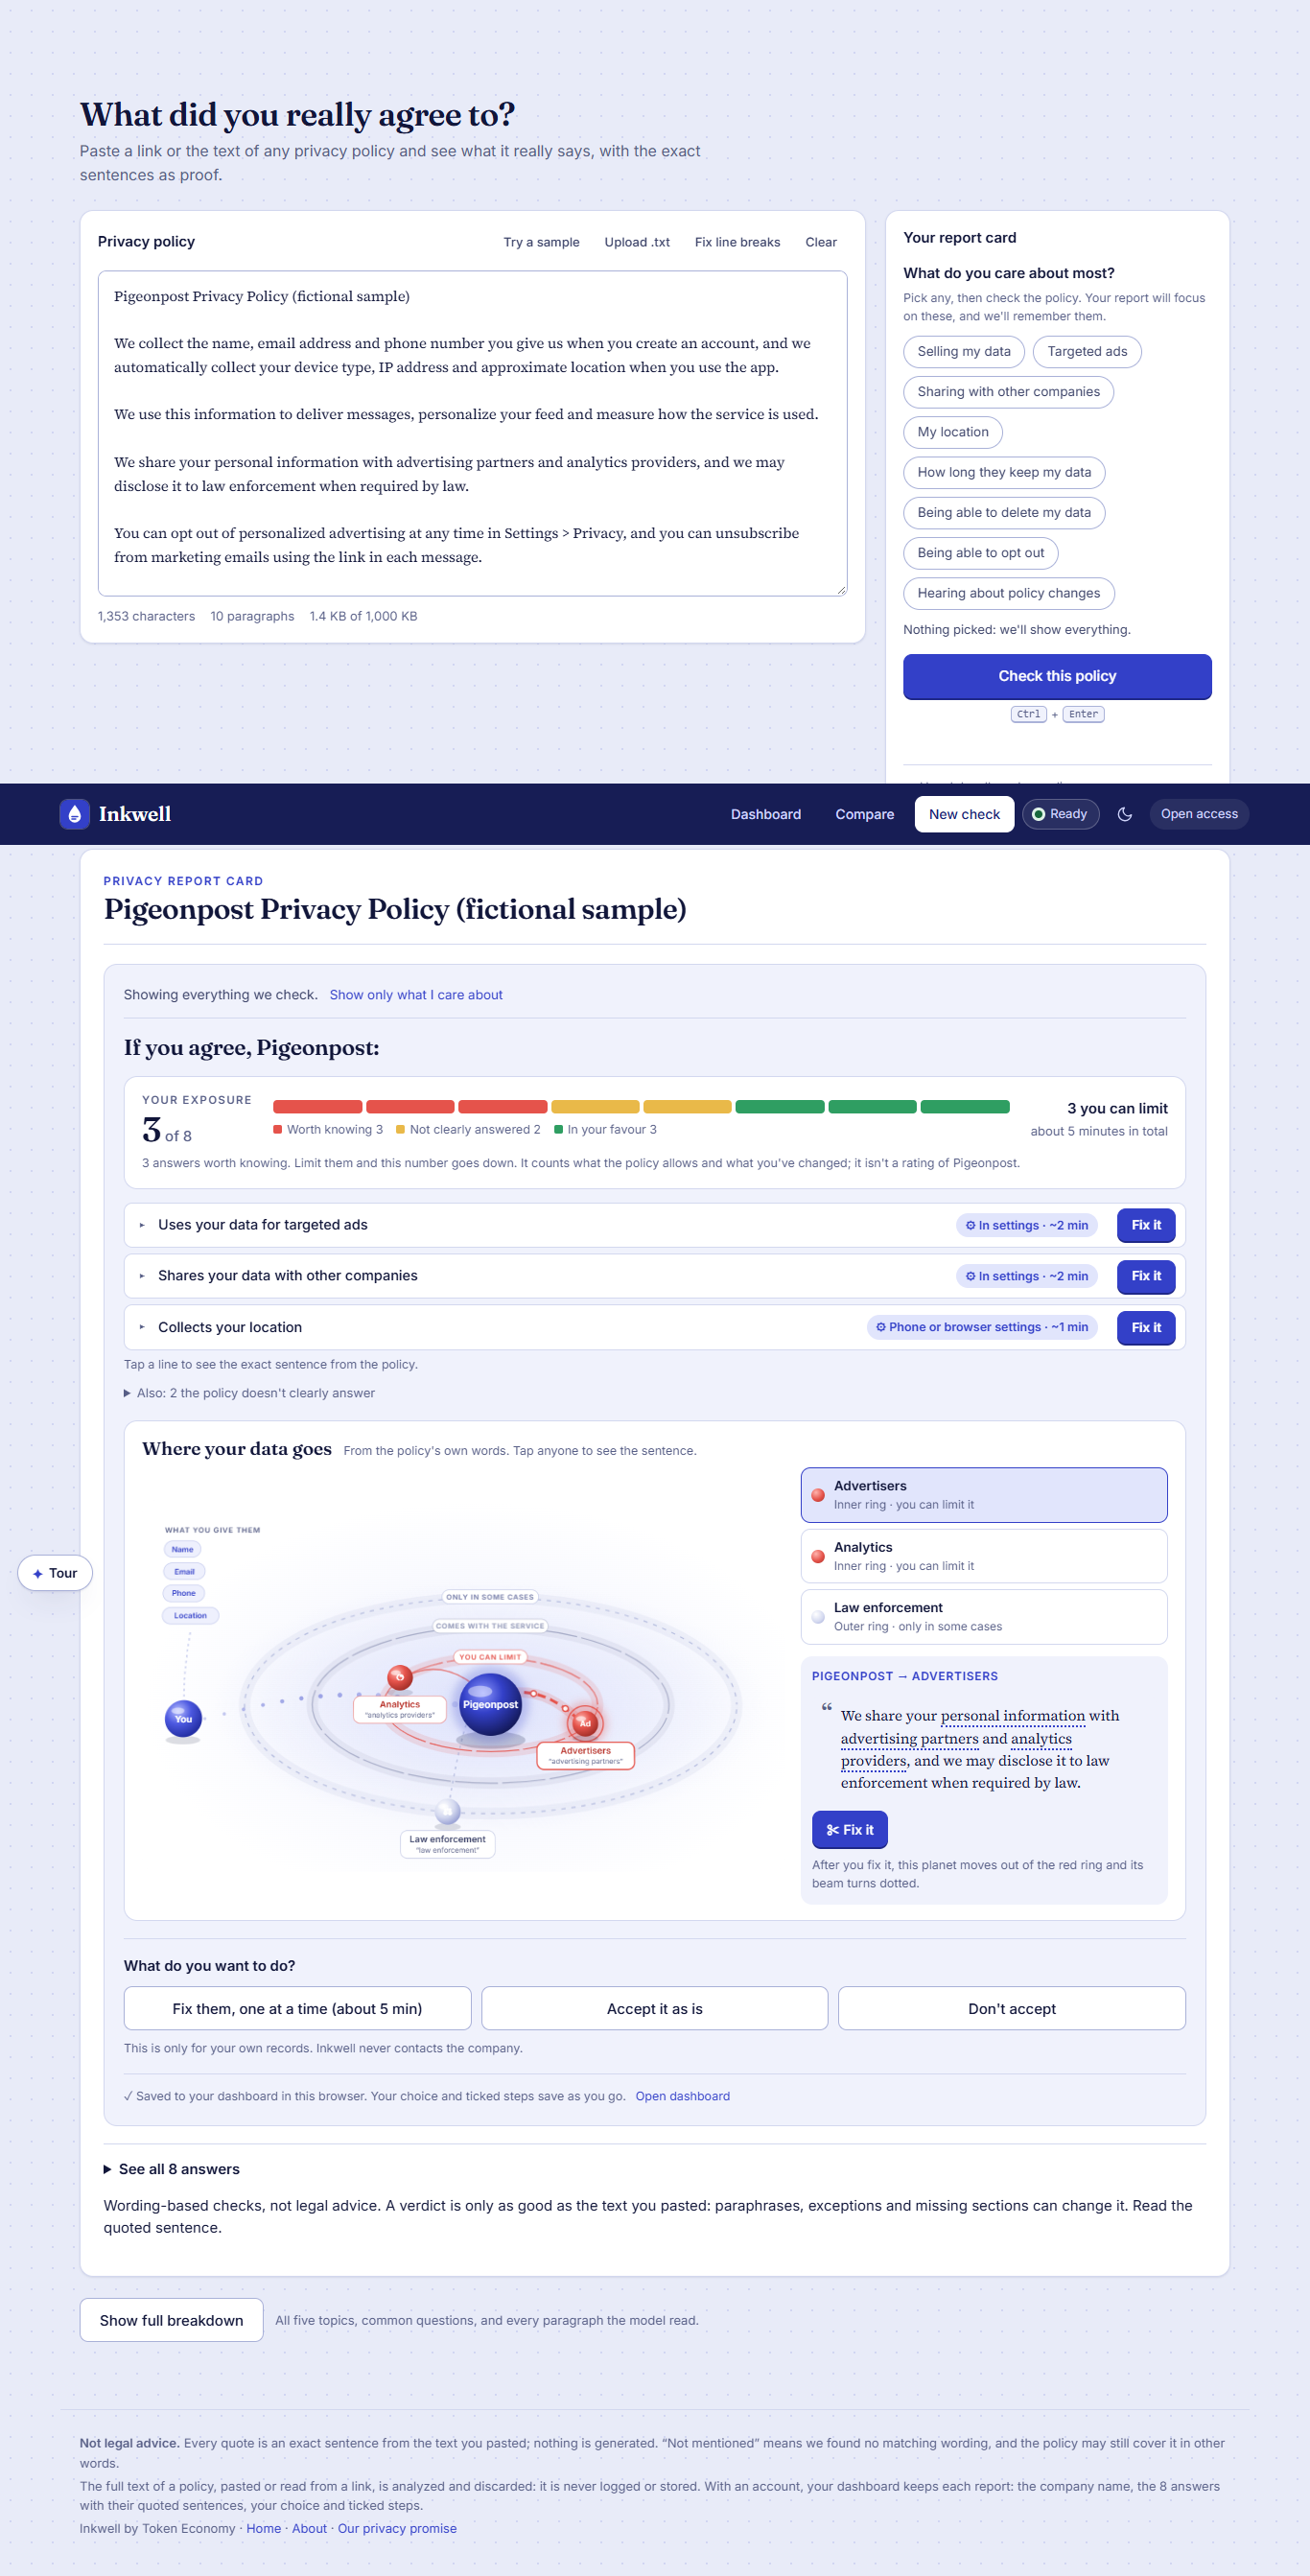 What did you really agree to?
Paste a link or the text of any privacy policy and see what it really says, with the exact
sentences as proof.
Privacy policy
Try a sample
Upload .txt
Fix line breaks
Clear
Pigeonpost Privacy Policy (fictional sample)
We collect the name, email address and phone number you give us when you create an account, and we
automatically collect your device type, IP address and approximate location when you use the app.
We use this information to deliver messages, personalize your feed and measure how the service is used.
We share your personal information with advertising partners and analytics providers, and we may
disclose it to law enforcement when required by law.
You can opt out of personalized advertising at any time in Settings > Privacy, and you can unsubscribe
from marketing emails using the link in each message.
1,353 characters 10 paragraphs 1.4 KB of 1,000 KB
Your report card
What do you care about most?
Pick any, then check the policy. Your report will focus
on these, and we'll remember them.
Selling my data
Targeted ads
Sharing with other companies
My location
How long they keep my data
Being able to delete my data
Being able to opt out
Hearing about policy changes
Nothing picked: we'll show everything.
Check this policy
Ctrl + Enter
Inkwell
Dashboard
Compare
New check
Ready
Open access
PRIVACY REPORT CARD
Pigeonpost Privacy Policy (fictional sample)
Showing everything we check. Show only what I care about
If you agree, Pigeonpost:
YOUR EXPOSURE
3 of 8
Worth knowing 3
Not clearly answered 2
In your favour 3
3 you can limit
about 5 minutes in total
3 answers worth knowing. Limit them and this number goes down. It counts what the policy allows and what you've changed; it isn't a rating of Pigeonpost.
Uses your data for targeted ads
In settings · ~2 min
Fix it
Shares your data with other companies
In settings · ~2 min
Fix it
Collects your location
Phone or browser settings · ~1 min
Fix it
Tap a line to see the exact sentence from the policy.
Also: 2 the policy doesn't clearly answer
Where your data goes
From the policy's own words. Tap anyone to see the sentence.
WHAT YOU GIVE THEM
Name
Email
Phone
Location
ONLY IN SOME CASES
COMES WITH THE SERVICE
YOU CAN LIMIT
You
Pigeonpost
Analytics
"analytics providers"
Ad
Advertisers
"advertising partners"
Law enforcement
"law enforcement"
Advertisers
Inner ring · you can limit it
Analytics
Inner ring · you can limit it
Law enforcement
Outer ring · only in some cases
PIGEONPOST → ADVERTISERS
“ We share your personal information with
advertising partners and analytics
providers, and we may disclose it to law
enforcement when required by law.
Fix it
After you fix it, this planet moves out of the red ring and its
beam turns dotted.
Tour
What do you want to do?
Fix them, one at a time (about 5 min)
Accept it as is
Don't accept
This is only for your own records. Inkwell never contacts the company.
✓ Saved to your dashboard in this browser. Your choice and ticked steps save as you go. Open dashboard
See all 8 answers
Wording-based checks, not legal advice. A verdict is only as good as the text you pasted: paraphrases, exceptions and missing sections can change it. Read the
quoted sentence.
Show full breakdown
All five topics, common questions, and every paragraph the model read.
Not legal advice. Every quote is an exact sentence from the text you pasted; nothing is generated. “Not mentioned” means we found no matching wording, and the policy may still cover it in other
words.
The full text of a policy, pasted or read from a link, is analyzed and discarded: it is never logged or stored. With an account, your dashboard keeps each report: the company name, the 8 answers
with their quoted sentences, your choice and ticked steps.
Inkwell by Token Economy · Home · About · Our privacy promise